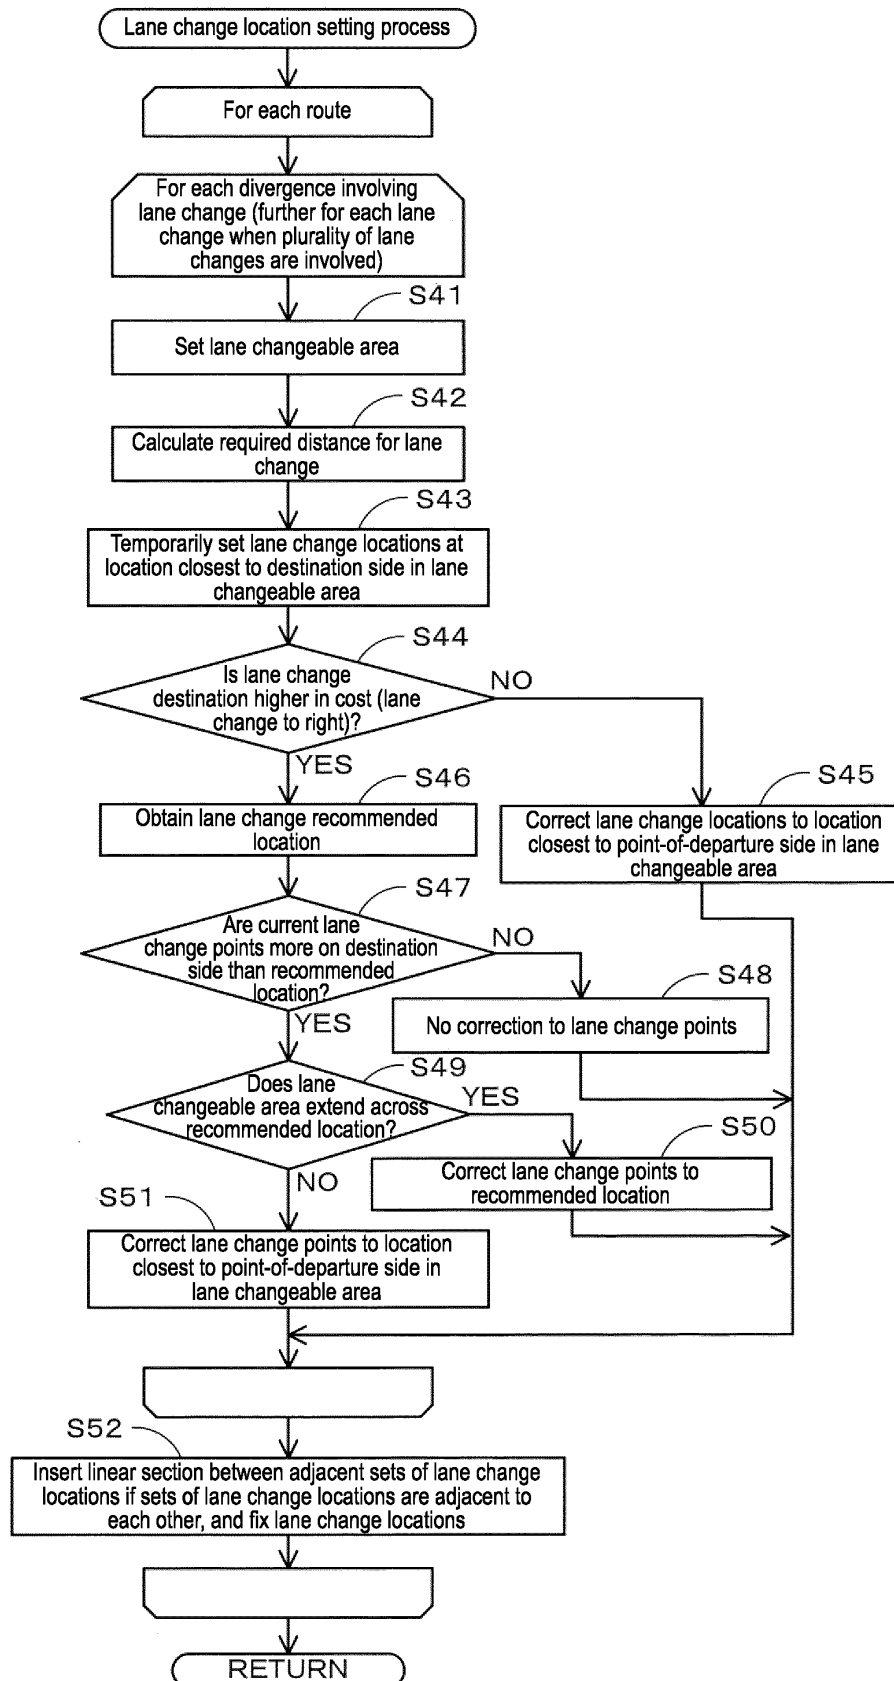 Lane change location setting process
For each route
For each divergence involving
lane change (further for each lane
change when plurality of lane
changes are involved)
S41
Set lane changeable area
S42
Calculate required distance for lane
change
S43
Temporarily set lane change locations at
location closest to destination side in lane
changeable area
S44
Is lane change
destination higher in cost (lane
change to right)?
NO
YES
S45
Correct lane change locations to location
closest to point-of-departure side in lane
changeable area
S46
Obtain lane change recommended
location
S47
Are current lane
change points more on destination
side than recommended
location?
NO
YES
S48
No correction to lane change points
S49
Does lane
changeable area extend across
recommended location?
YES
NO
S50
Correct lane change points to
recommended location
S51
Correct lane change points to location
closest to point-of-departure side in
lane changeable area
S52
Insert linear section between adjacent sets of lane change
locations if sets of lane change locations are adjacent to
each other, and fix lane change locations
RETURN